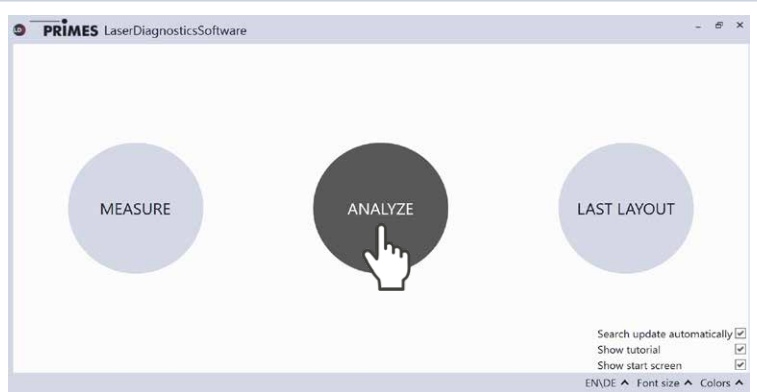 LD PRIMES LaserDiagnosticsSoftware
MEASURE
ANALYZE
LAST LAYOUT
Search update automatically
Show tutorial
Show start screen
EN\DE Font size Colors